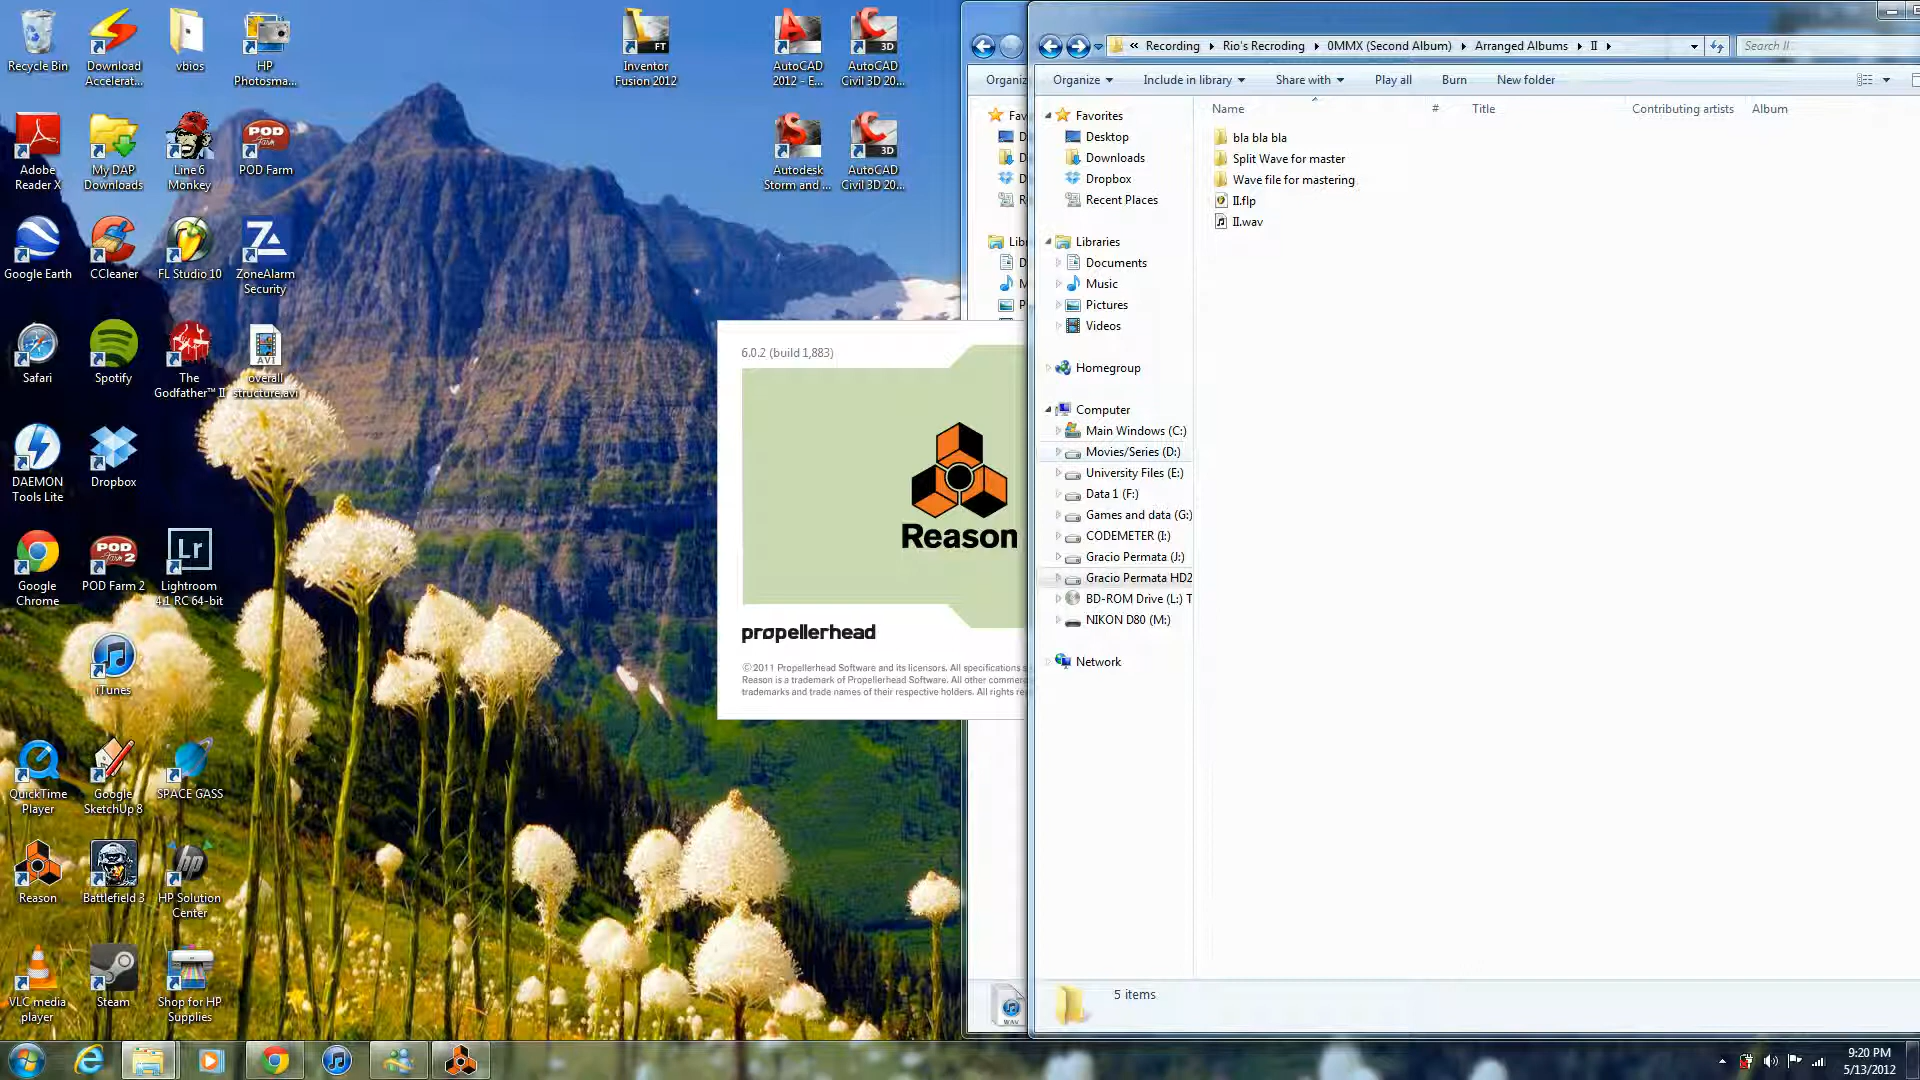 Recycle Bin
Download
Accelerat...
vbios
HP
Photosma...
Inventor
Fusion 2012
AutoCAD
2012 - E...
AutoCAD
Civil 3D 20...
Adobe
Reader X
My DAP
Downloads
Line 6
Monkey
POD Farm
Autodesk
Storm and ...
AutoCAD
Civil 3D 20...
Google Earth
CCleaner
FL Studio 10
ZoneAlarm
Security
Safari
Spotify
The
Godfather™ II
overall
structure.avi
DAEMON
Tools Lite
Dropbox
Google
Chrome
POD Farm 2
Lightroom
4.1 RC 64-bit
iTunes
QuickTime
Player
Google
SketchUp 8
SPACE GASS
Reason
Battlefield 3
HP Solution
Center
VLC media
player
Steam
Shop for HP
Supplies
6.0.2 (build 1,883)
Reason
propellerhead
©2011 Propellerhead Software and its licensors. All specifications s
Reason is a trademark of Propellerhead Software. All other commer
trademarks and trade names of their respective holders. All rights re
Organiz
Fav
Libr
« Recording Rio's Recroding 0MMX (Second Album) Arranged Albums II
Search II
Organize Include in library Share with Play all Burn New folder
Name # Title Contributing artists Album
Favorites
Desktop
Downloads
Dropbox
Recent Places
Libraries
Documents
Music
Pictures
Videos
Homegroup
Computer
Main Windows (C:)
Movies/Series (D:)
University Files (E:)
Data 1 (F:)
Games and data (G:)
CODEMETER (I:)
Gracio Permata (J:)
Gracio Permata HD2
BD-ROM Drive (L:) T
NIKON D80 (M:)
Network
bla bla bla
Split Wave for master
Wave file for mastering
II.flp
II.wav
5 items
9:20 PM
5/13/2012